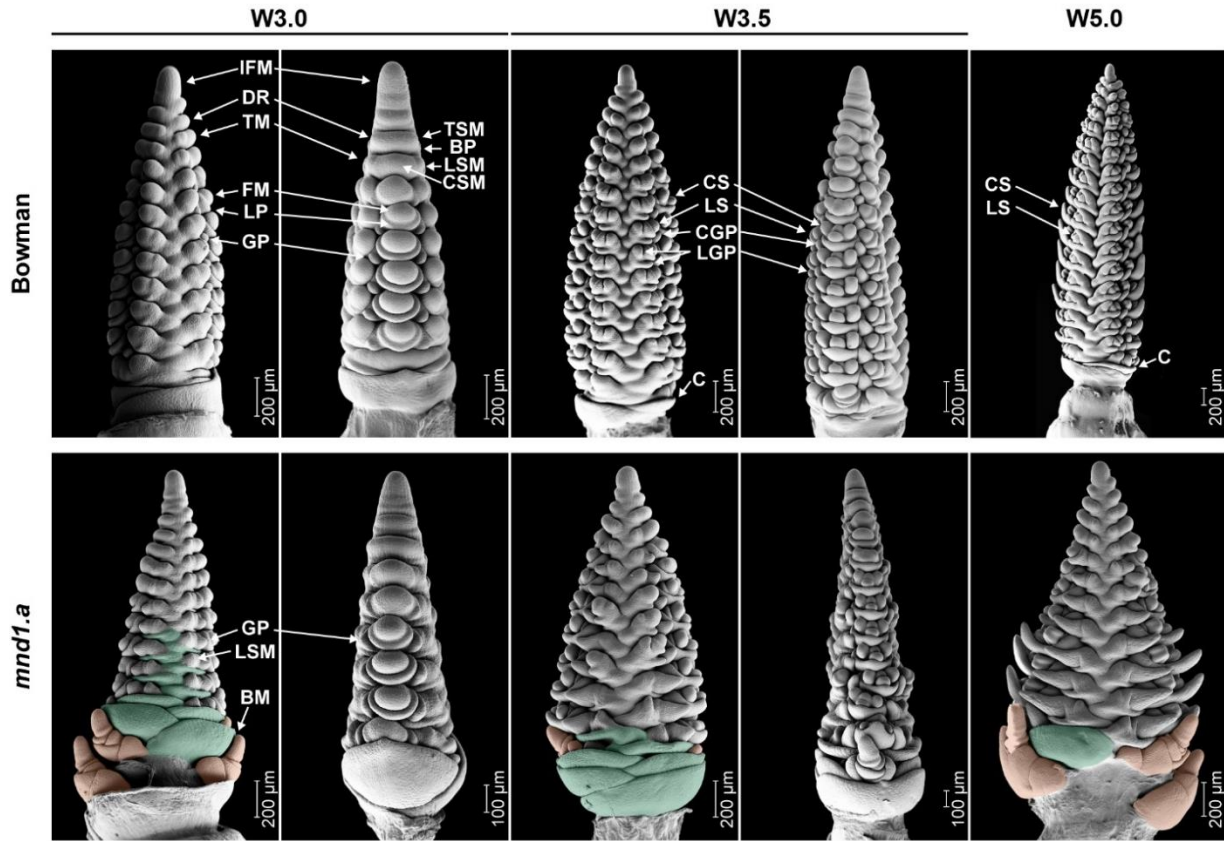 W3.0
W3.5
W5.0
Bowman
IFM
DR
TM
FM
LP
GP
TSM
BP
LSM
CSM
200 µm
200 µm
CS
LS
CGP
LGP
C
200 µm
200 µm
CS
LS
C
200 µm
mnd1.a
GP
LSM
BM
200 µm
100 µm
200 µm
100 µm
200 µm